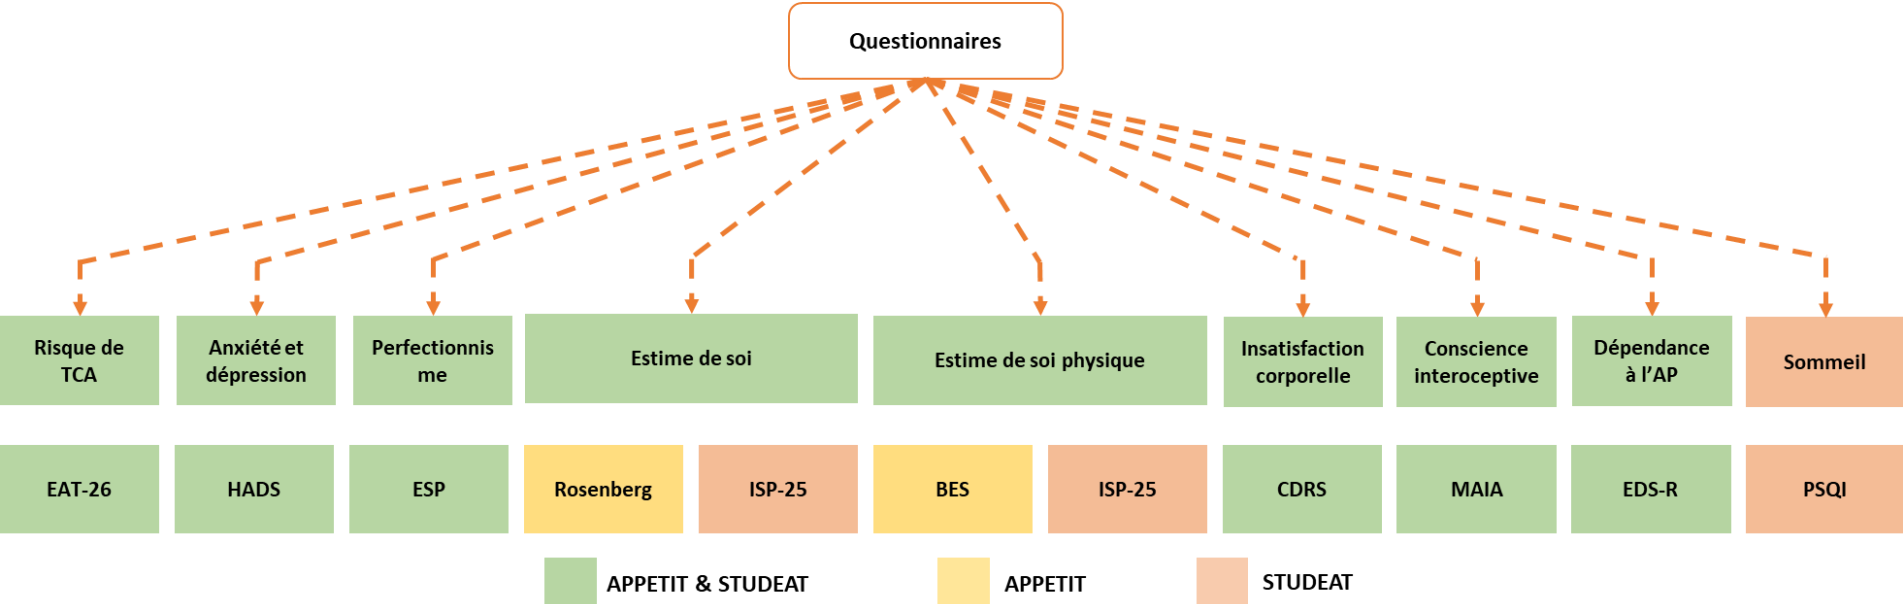 Questionnaires
Risque de
TCA
Anxiété et
dépression
Perfectionnis
me
Estime de soi
Estime de soi physique
Insatisfaction
corporelle
Conscience
interoceptive
Dépendance
à l’AP
Sommeil
EAT-26
HADS
ESP
Rosenberg
ISP-25
BES
ISP-25
CDRS
MAIA
EDS-R
PSQI
APPETIT & STUDEAT
APPETIT
STUDEAT